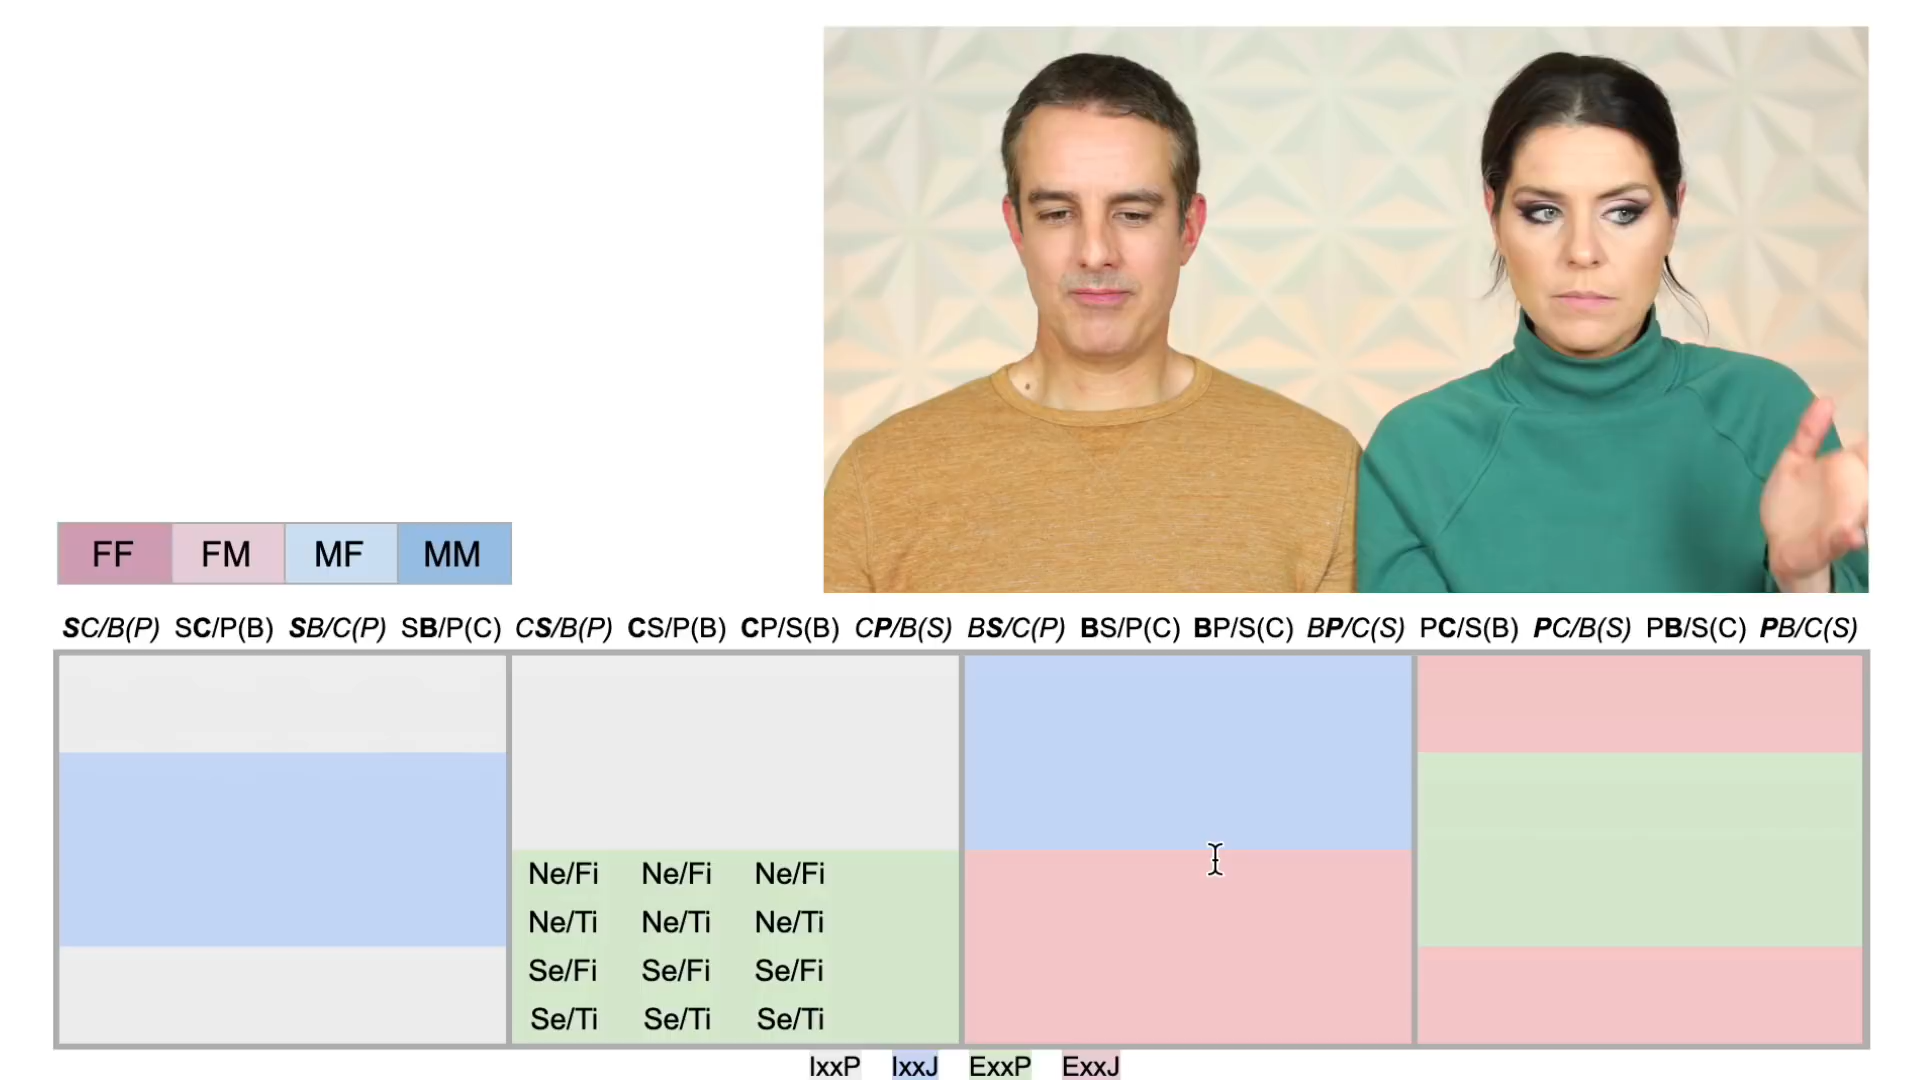 FF FM MF MM
SC/B(P) SC/P(B) SB/C(P) SB/P(C) CS/B(P) CS/P(B) CP/S(B) CP/B(S) BS/C(P) BS/P(C) BP/S(C) BP/C(S) PC/S(B) PC/B(S) PB/S(C) PB/C(S)
Ne/Fi Ne/Fi Ne/Fi
Ne/Ti Ne/Ti Ne/Ti
Se/Fi Se/Fi Se/Fi
Se/Ti Se/Ti Se/Ti
IxxP IxxJ ExxP ExxJ